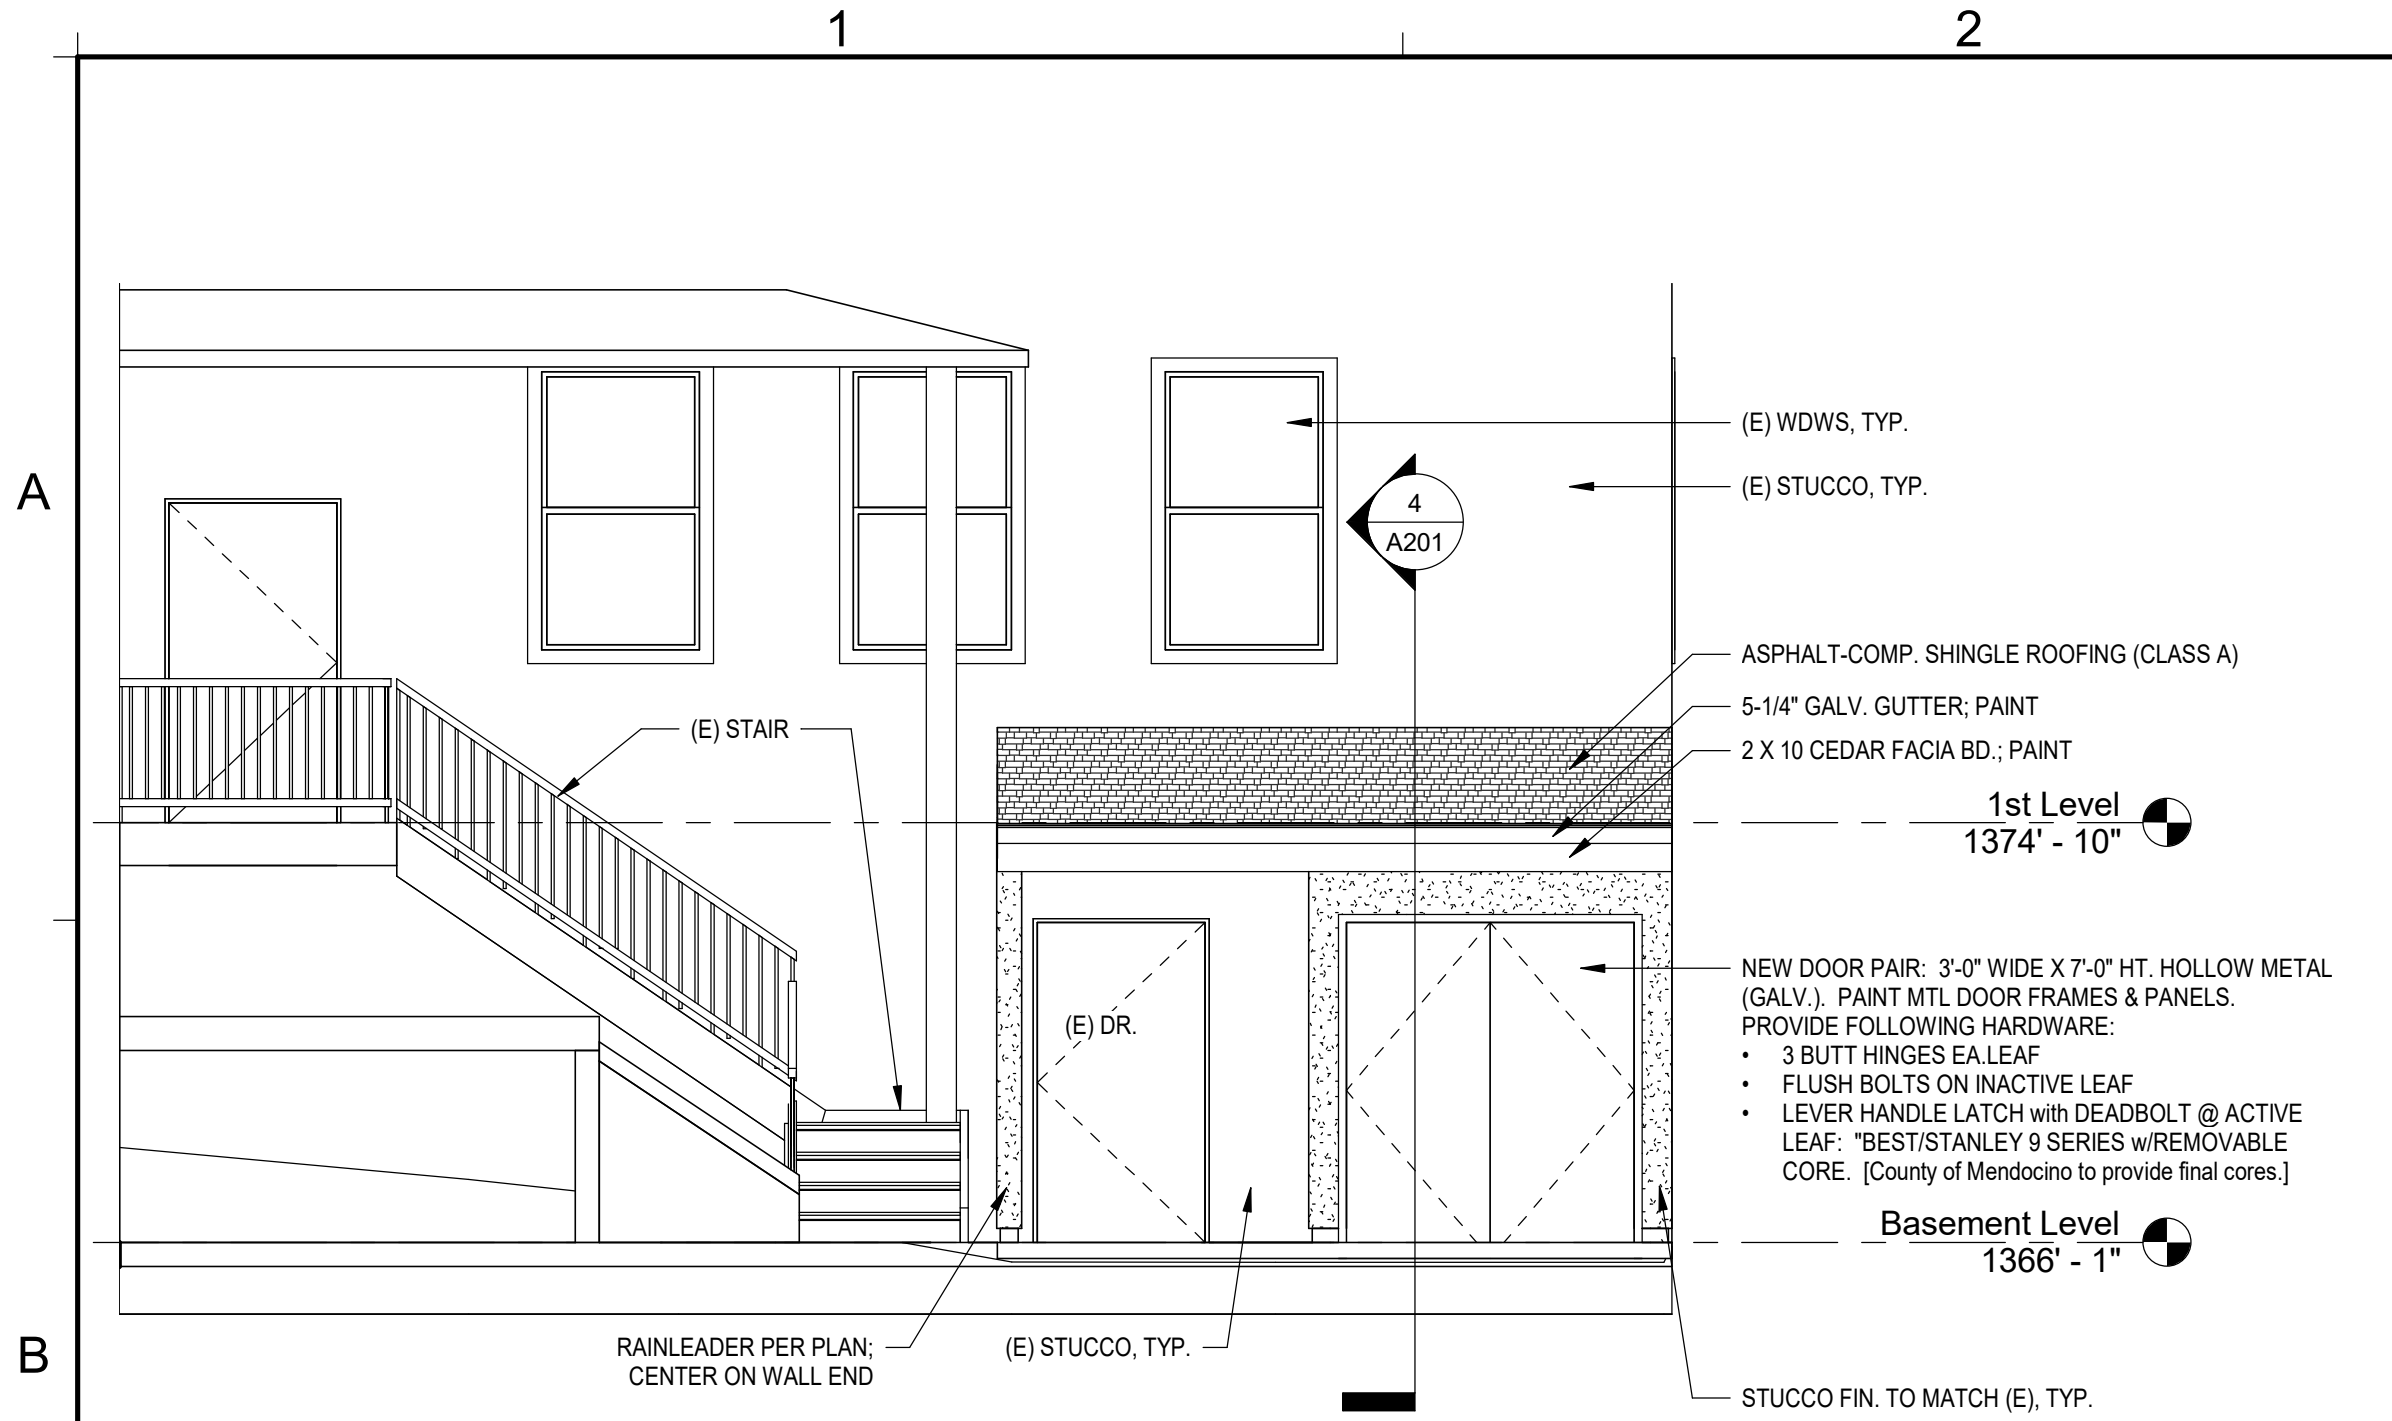 1
2
A
(E) WDWS, TYP.
4
(E) STUCCO, TYP.
A201
ASPHALT-COMP. SHINGLE ROOFING (CLASS A)
5-1/4" GALV. GUTTER; PAINT
(E) STAIR
2 X 10 CEDAR FACIA BD.; PAINT
1st Level
1374' - 10"
NEW DOOR PAIR:  3'-0" WIDE X 7'-0" HT. HOLLOW METAL
(GALV.).  PAINT MTL DOOR FRAMES & PANELS.
(E) DR.
PROVIDE FOLLOWING HARDWARE:
• 3 BUTT HINGES EA.LEAF
• FLUSH BOLTS ON INACTIVE LEAF
• LEVER HANDLE LATCH with DEADBOLT @ ACTIVE
LEAF:  "BEST/STANLEY 9 SERIES w/REMOVABLE
CORE.  [County of Mendocino to provide final cores.]
Basement Level
1366' - 1"
B
RAINLEADER PER PLAN;
CENTER ON WALL END
(E) STUCCO, TYP.
STUCCO FIN. TO MATCH (E), TYP.